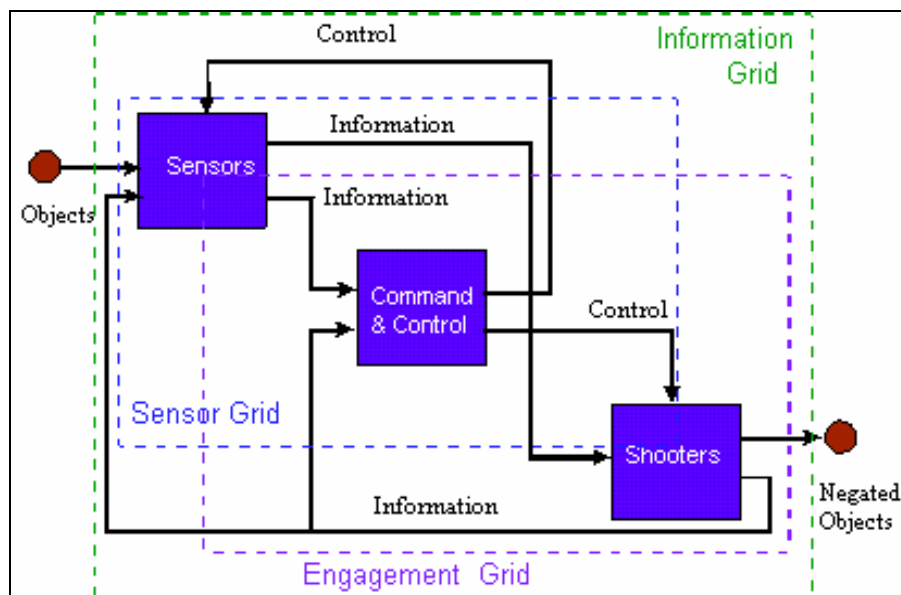 Control
Information
Grid
Information
Sensors
Information
Objects
Command
& Control
Control
Sensor Grid
Shooters
Information
Negated
Objects
Engagement Grid